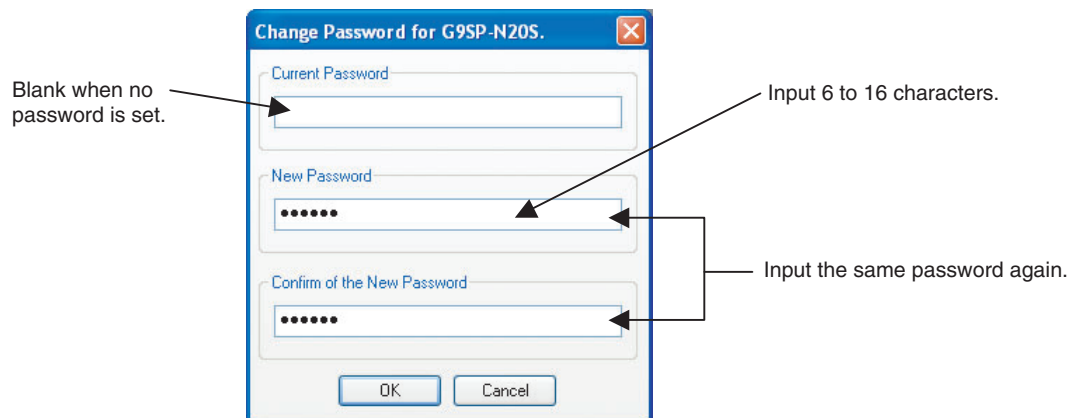 Change Password for G9SP-N20S.
Current Password
Blank when no
password is set.
Input 6 to 16 characters.
New Password
••••••
Input the same password again.
Confirm of the New Password
••••••
OK
Cancel